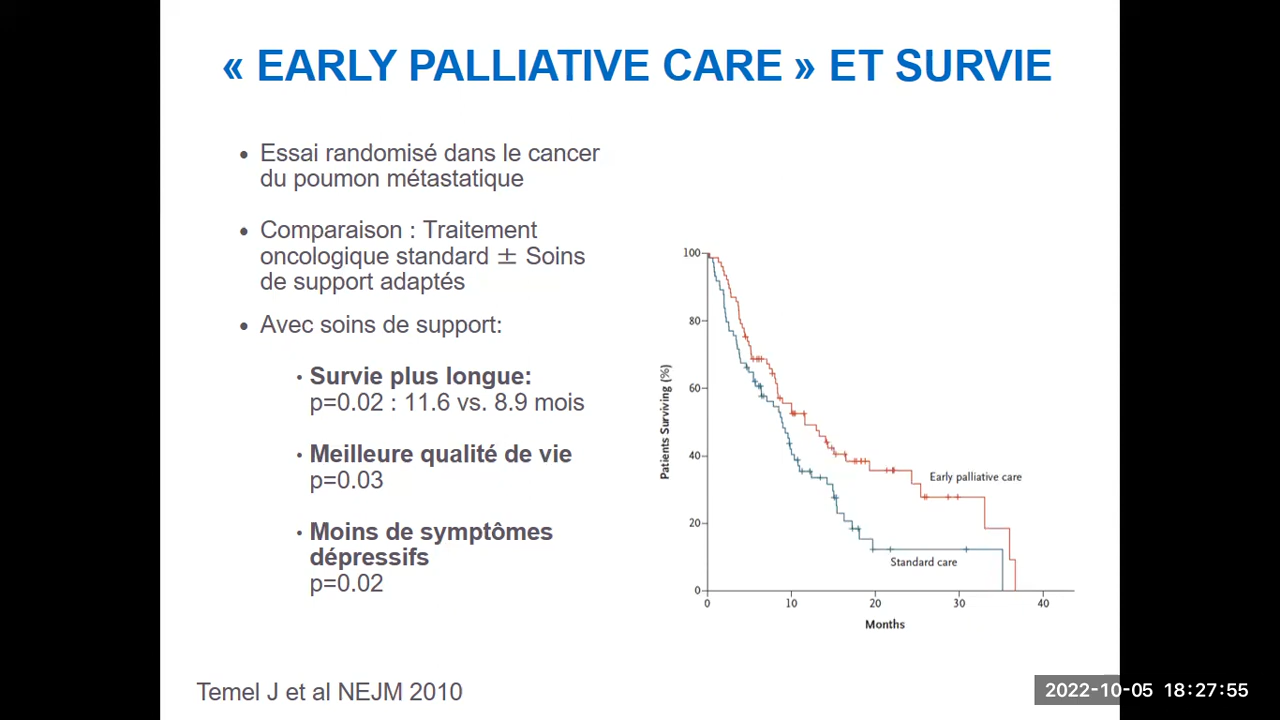 « EARLY PALLIATIVE CARE » ET SURVIE
• Essai randomisé dans le cancer
du poumon métastatique
• Comparaison : Traitement
oncologique standard ± Soins
de support adaptés
• Avec soins de support:
• Survie plus longue:
p=0.02 : 11.6 vs. 8.9 mois
• Meilleure qualité de vie
p=0.03
• Moins de symptômes
dépressifs
p=0.02
Patients Surviving (%)
100
80
60
40
20
0
Early palliative care
Standard care
0 10 20 30 40
Months
Temel J et al NEJM 2010
2022-10-05 18:27:55